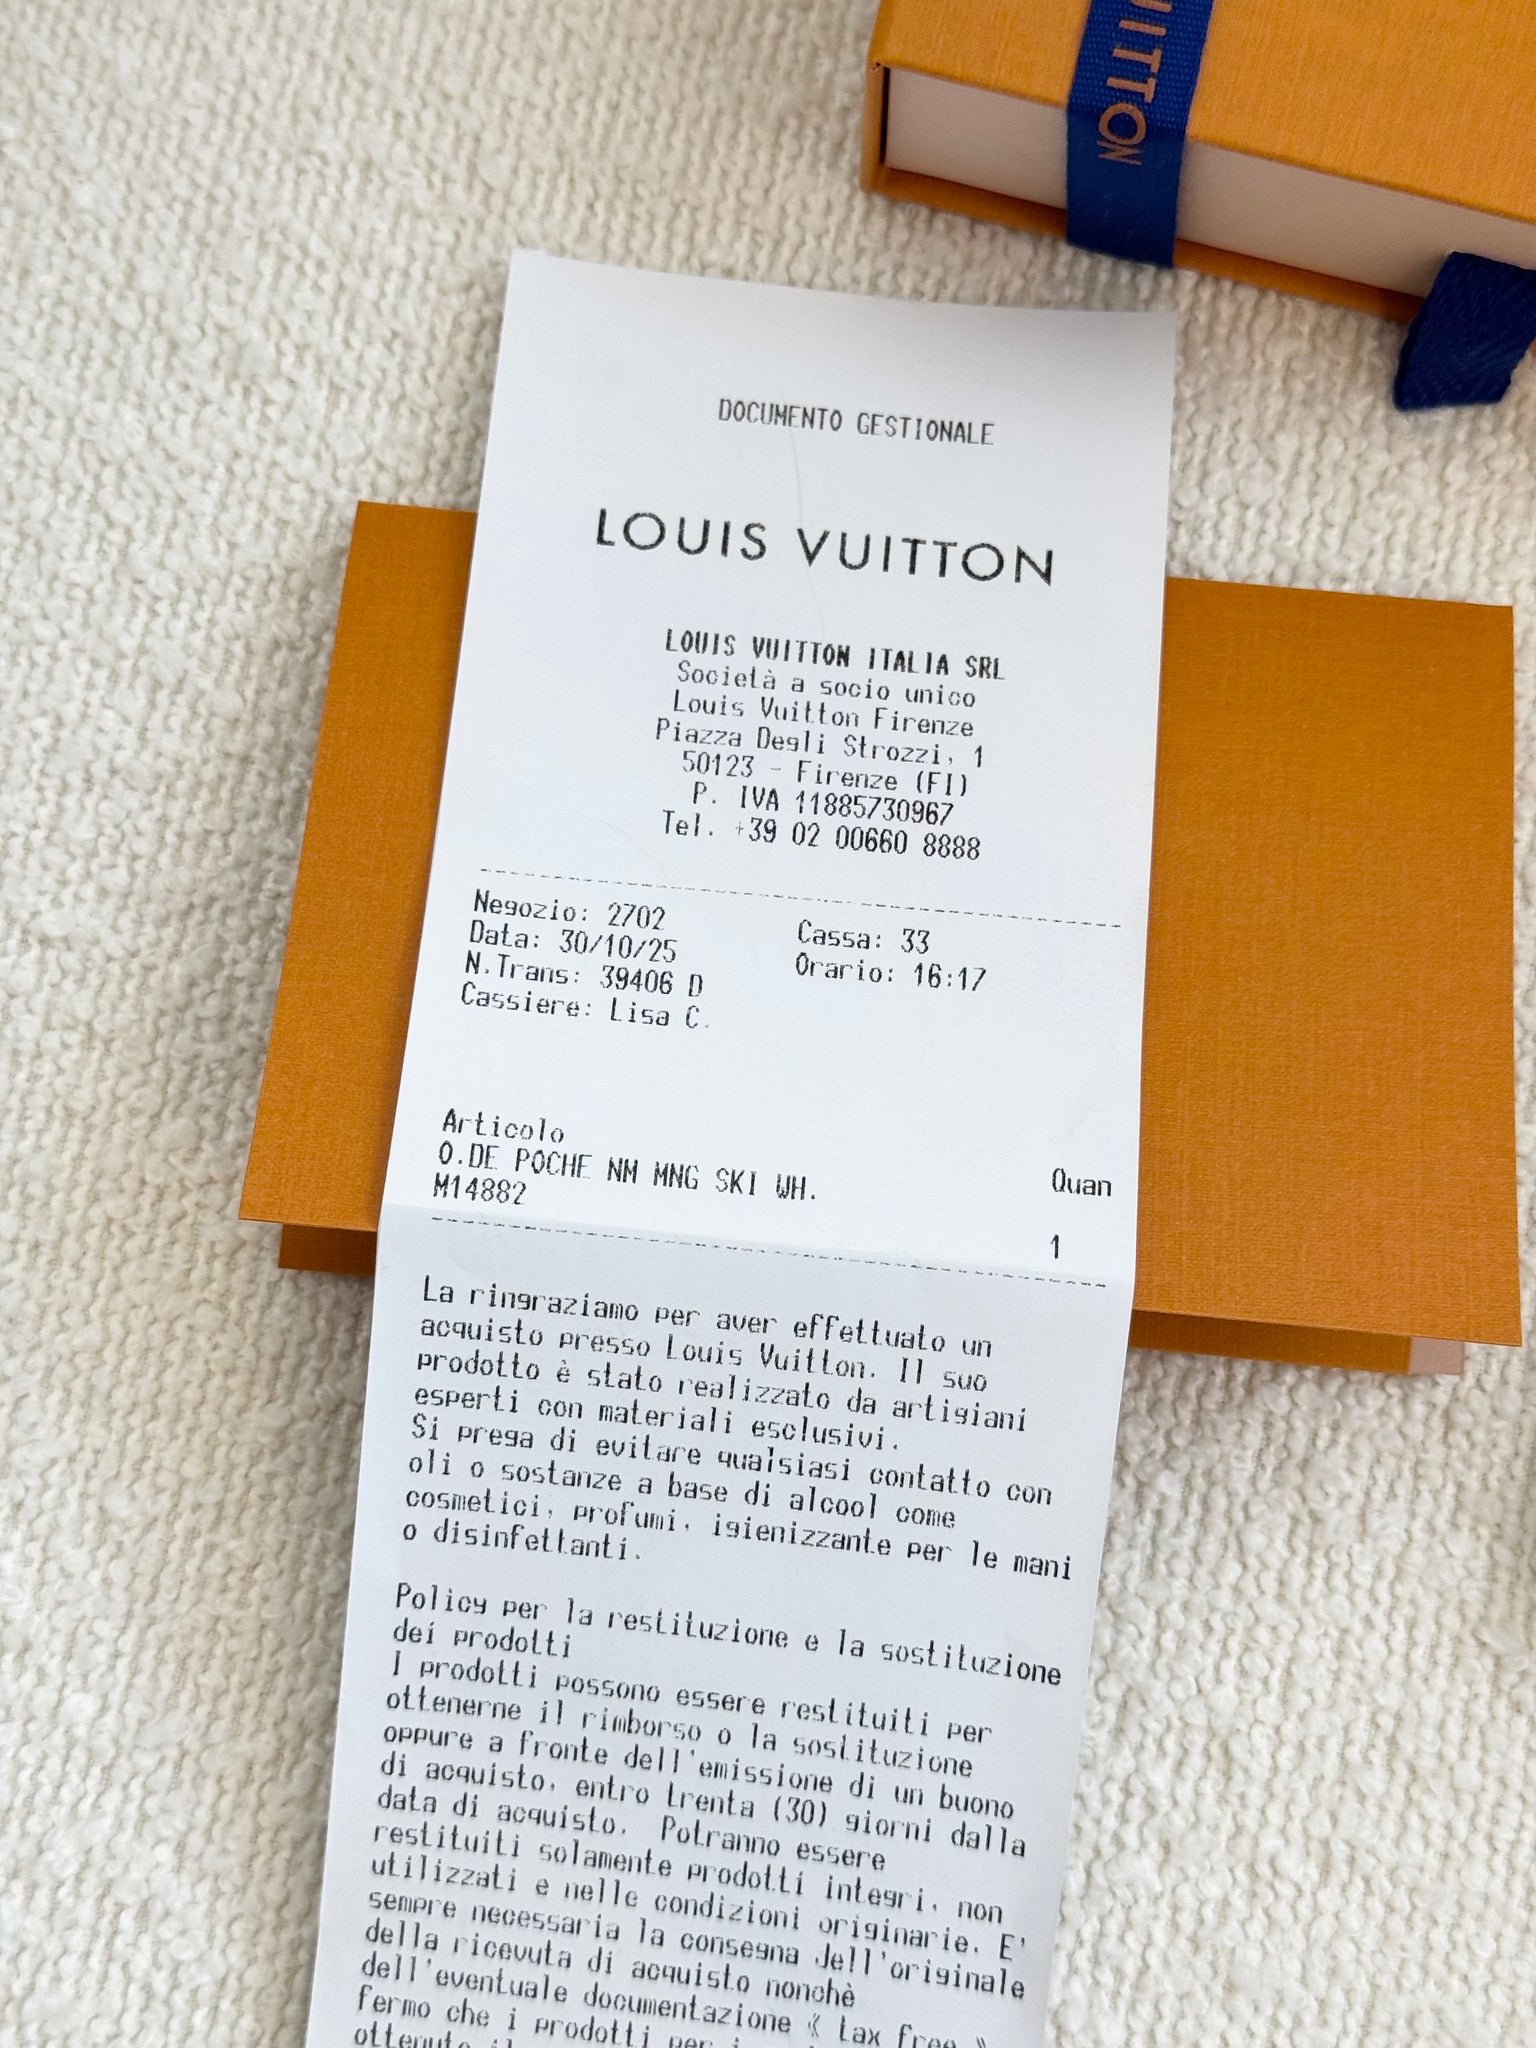 UITTON
DOCUMENTO GESTIONALE
LOUIS VUITTON
LOUIS VUITTON ITALIA SRL
Società a socio unico
Louis Vuitton Firenze
Piazza Degli Strozzi, 1
50123 - Firenze (FI)
P. IVA 11885730967
Tel. +39 02 00660 8888
Negozio: 2702 Cassa: 33
Data: 30/10/25 Orario: 16:17
N.Trans: 39406 D
Cassiere: Lisa C.
Articolo Quan
O.DE POCHE NM MNG SKI WH.
M14882 1
La ringraziamo per aver effettuato un
acquisto presso Louis Vuitton. Il suo
prodotto è stato realizzato da artigiani
esperti con materiali esclusivi.
Si prega di evitare qualsiasi contatto con
oli o sostanze a base di alcool come
cosmetici, profumi, igienizzante per le mani
o disinfettanti.
Policy per la restituzione e la sostituzione
dei prodotti
I prodotti possono essere restituiti per
ottenerne il rimborso o la sostituzione
oppure a fronte dell'emissione di un buono
di acquisto, entro trenta (30) giorni dalla
data di acquisto. Potranno essere
restituiti solamente prodotti integri, non
utilizzati e nelle condizioni originarie. E'
sempre necessaria la consegna dell'originale
della ricevuta di acquisto nonchè
dell'eventuale documentazione « tax free »
fermo che i prodotti per i